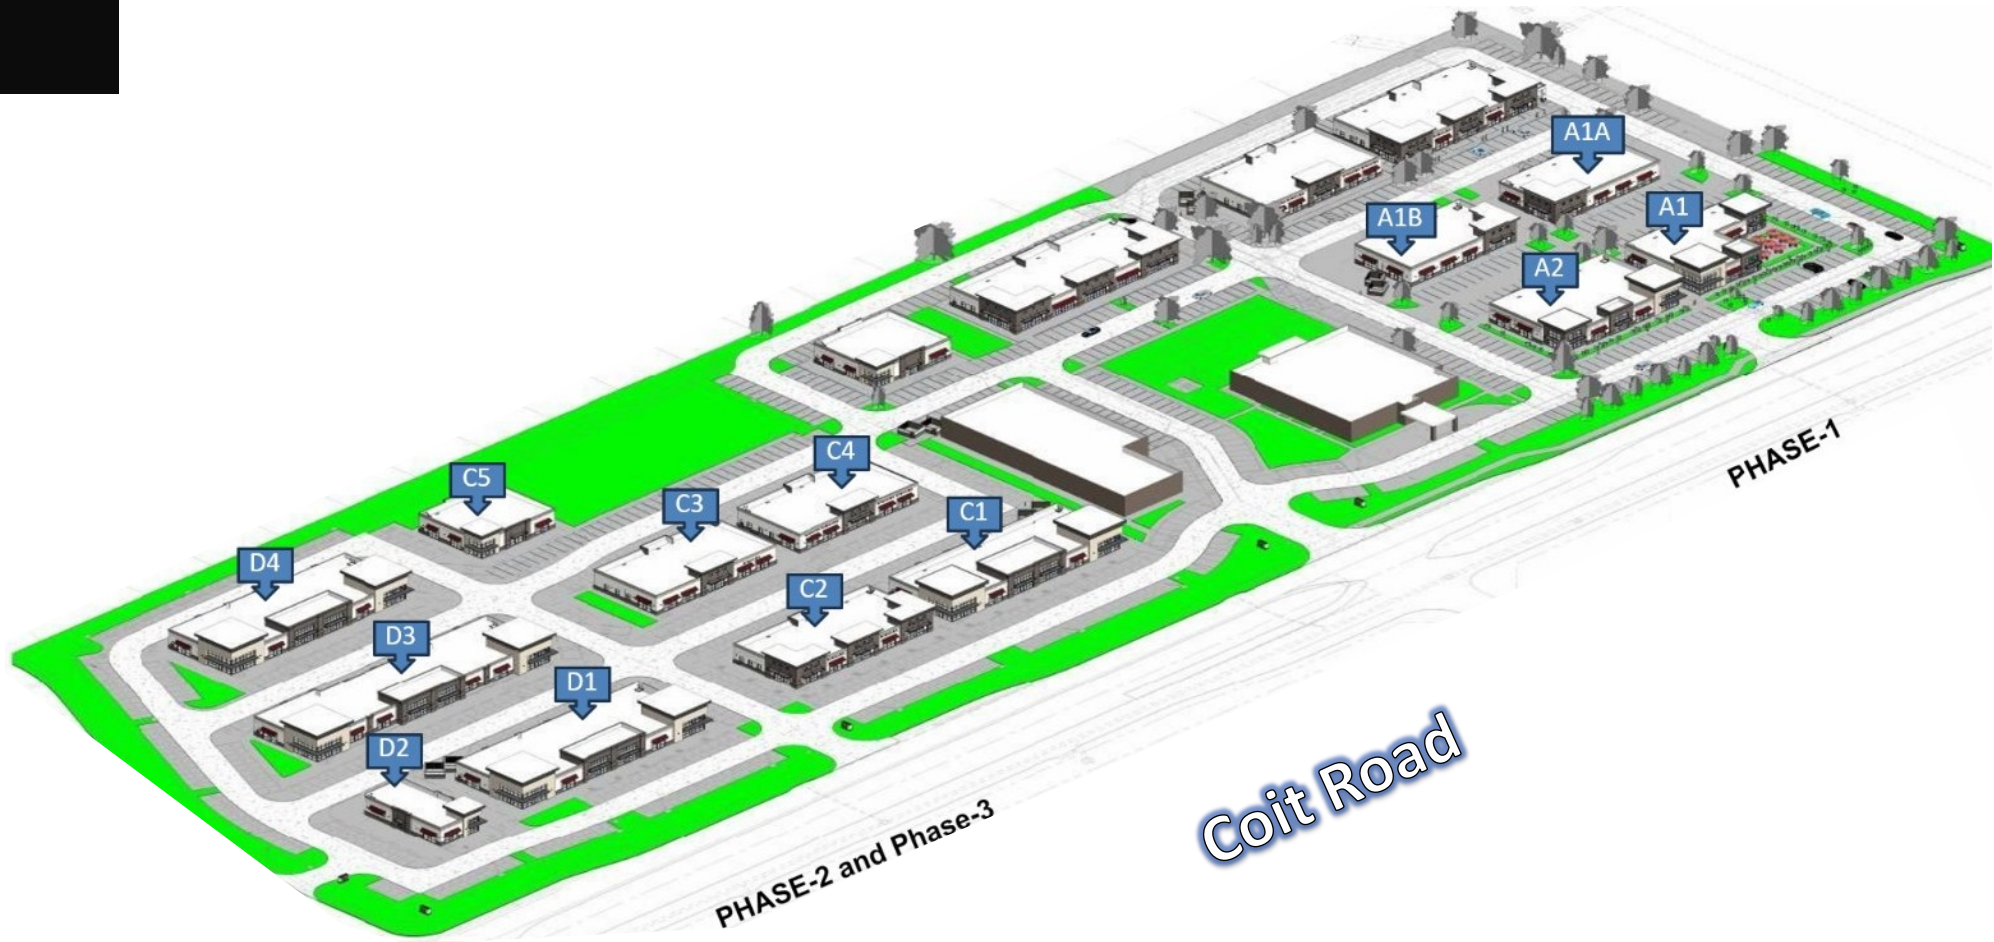 A1A
A1
A1B
A2
C4
C5
C3
C1
D4
C2
D3
D1
D2
PHASE-1
Coit Road
PHASE-2 and Phase-3